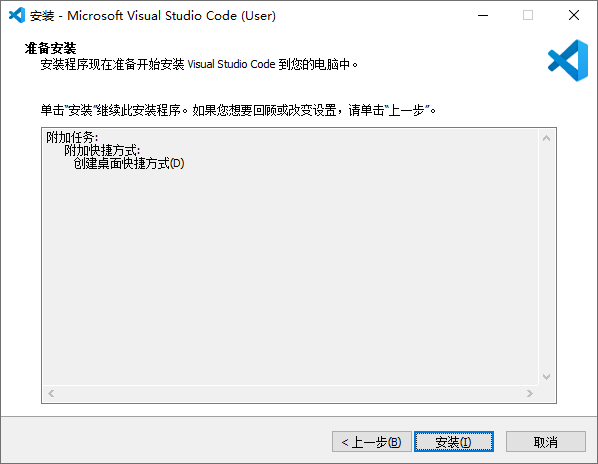 安装 - Microsoft Visual Studio Code (User)
准备安装
安装程序现在准备开始安装 Visual Studio Code 到您的电脑中。
单击“安装”继续此安装程序。如果您想要回顾或改变设置，请单击“上一步”。
附加任务:
附加快捷方式:
创建桌面快捷方式(D)
< 上一步(B)
安装(I)
取消